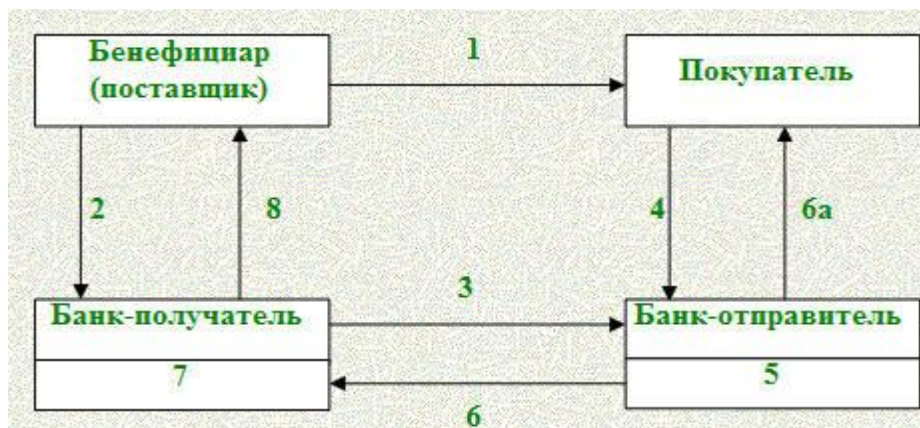 Бенефициар
(поставщик)
1
Покупатель
2
8
4
6а
3
Банк-получатель
Банк-отправитель
7
5
6